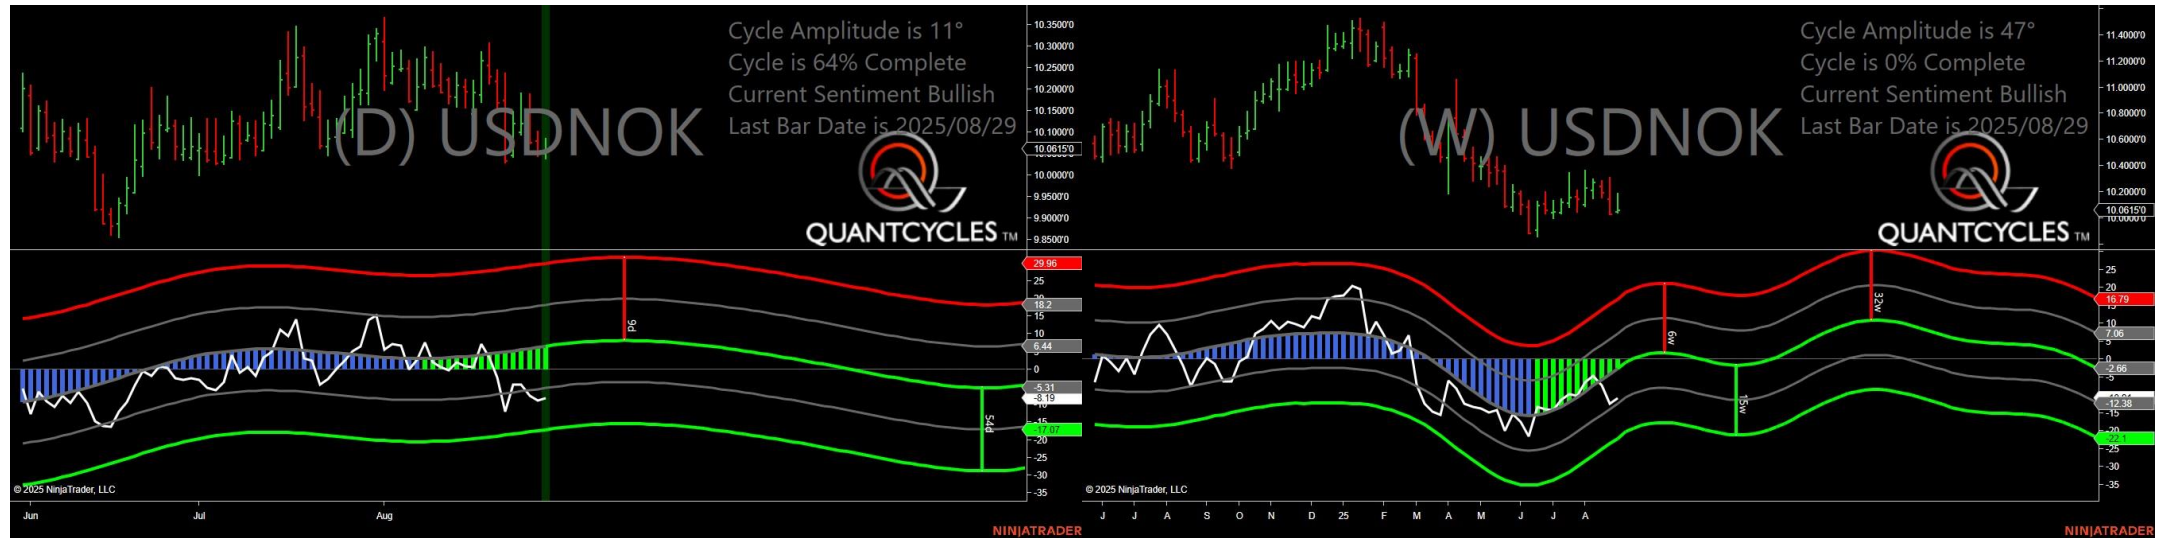 Cycle Amplitude is 11°
Cycle is 64% Complete
Current Sentiment Bullish
Last Bar Date is 2025/08/29
(D) USDNOK
QUANTCYCLES TM
10.3500'0
10.3000'0
10.2500'0
10.2000'0
10.1500'0
10.1000'0
10.0615'0
10.0000'0
9.9500'0
9.9000'0
9.8500'0
29.96
25
18.2
15
10
6.44
0
-5.31
-8.19
-17.07
-20
-25
-30
-35
9d
54d
© 2025 NinjaTrader, LLC
Jun
Jul
Aug
NINJATRADER
Cycle Amplitude is 47°
Cycle is 0% Complete
Current Sentiment Bullish
Last Bar Date is 2025/08/29
(W) USDNOK
QUANTCYCLES TM
11.4000'0
11.2000'0
11.0000'0
10.8000'0
10.6000'0
10.4000'0
10.2000'0
10.0615'0
10.0000'0
25
20
16.79
10
7.06
5
0
-2.66
-5
-12.38
-15
-22.1
-25
-30
-35
6w
15w
32w
© 2025 NinjaTrader, LLC
J
J
A
S
O
N
D
25
F
M
A
M
J
J
A
NINJATRADER